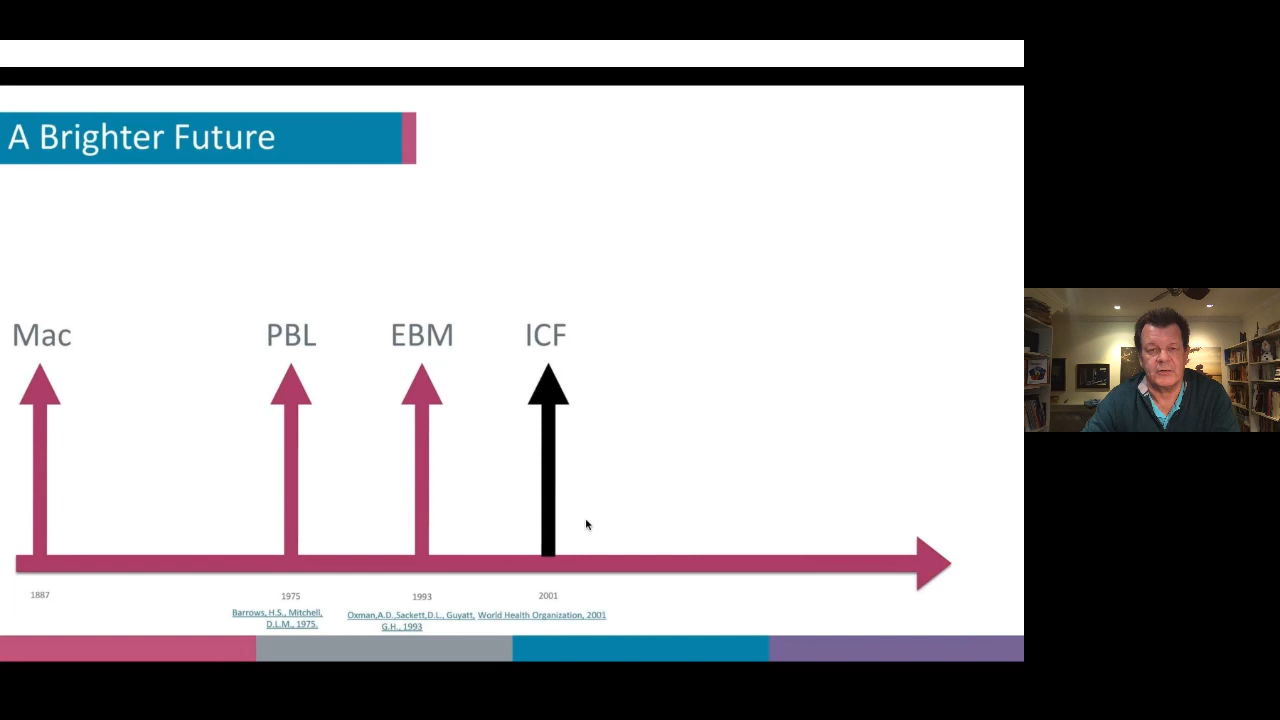 A Brighter Future
Mac
PBL
EBM
ICF
1887
1975
1993
2001
Barrows, H.S., Mitchell,
D.L.M., 1975.
Oxman,A.D.,Sackett,D.L., Guyatt,
G.H., 1993
World Health Organization, 2001